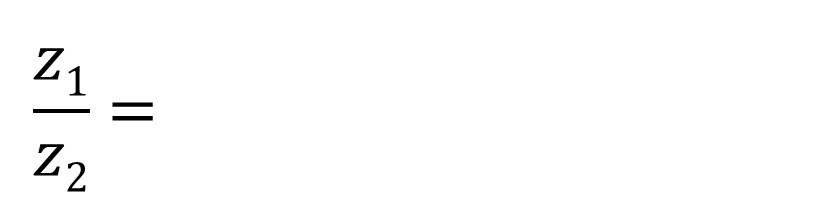 z₁/z₂ =